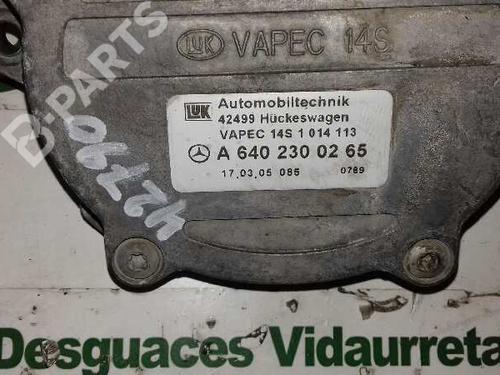 LUK VAPEC 14S
B-PARTS
LUK Automobiltechnik
42499 Hückeswagen
VAPEC 14S 1 014 113
A 640 230 02 65
17.03.05 085 0789
422790
Desguaces Vidaurreta